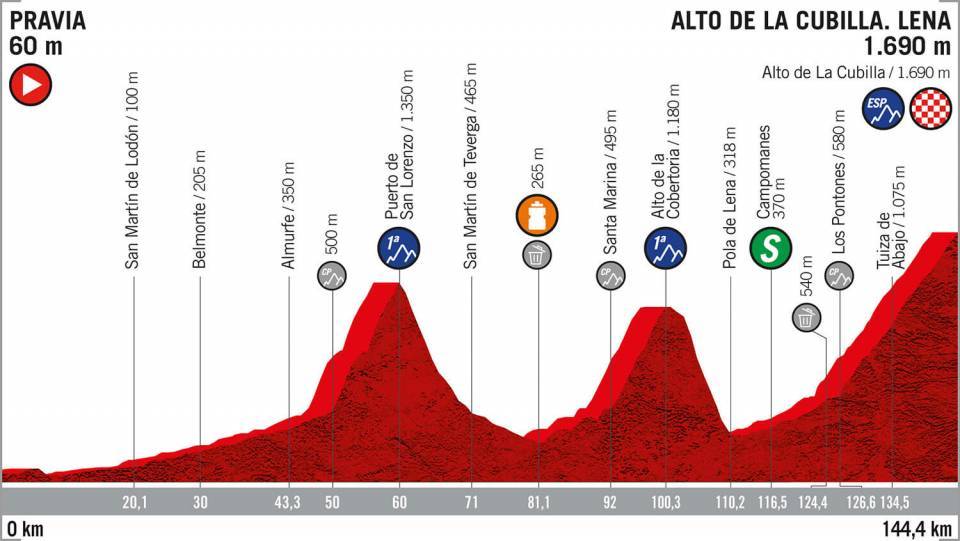 PRAVIA
60 m
ALTO DE LA CUBILLA. LENA
1.690 m
Alto de La Cubilla / 1.690 m
ESP
San Martín de Lodón / 100 m
Belmonte / 205 m
Almurfe / 350 m
500 m
CP
Puerto de
San Lorenzo / 1.350 m
1ª
San Martín de Teverga / 465 m
265 m
Santa Marina / 495 m
CP
Alto de la
Cobertoria / 1.180 m
1ª
Pola de Lena / 318 m
Campomanes
370 m
S
540 m
Los Pontones / 580 m
CP
Tuiza de
Abajo / 1.075 m
20,1
30
43,3
50
60
71
81,1
92
100,3
110,2
116,5
124,4
126,6
134,5
0 km
144,4 km